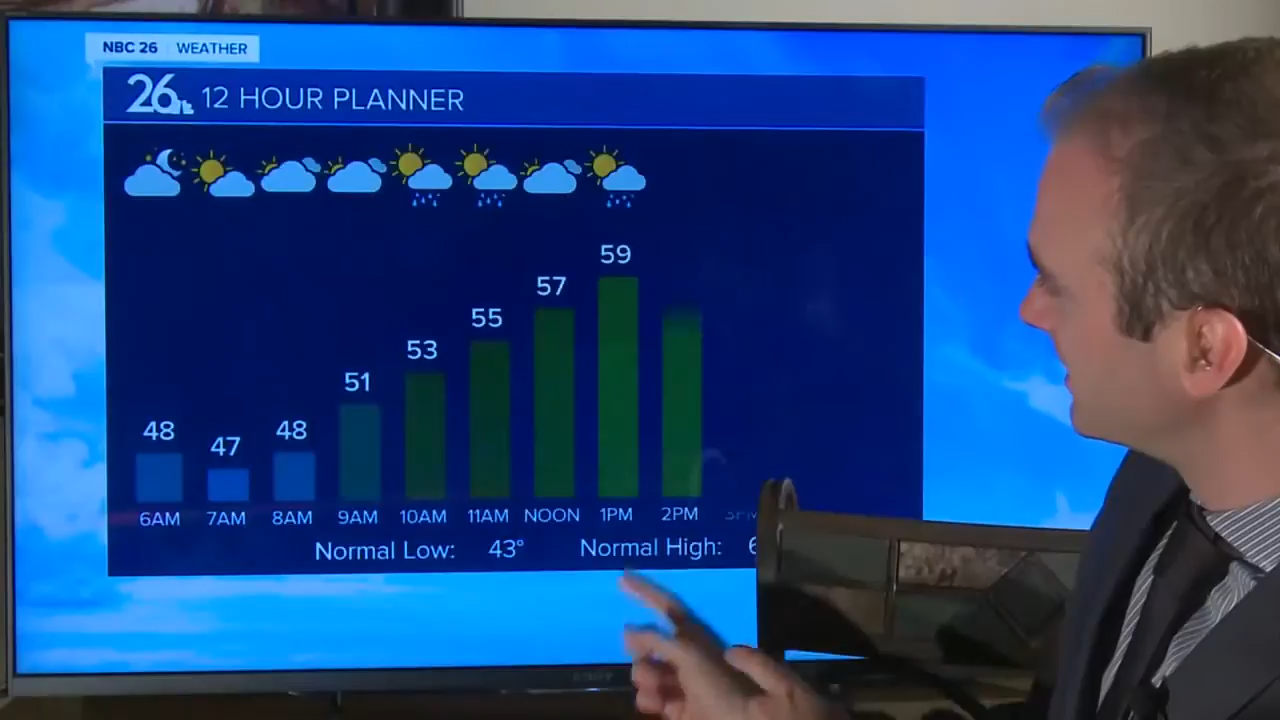 NBC 26 WEATHER
26 12 HOUR PLANNER
59
57
55
53
51
48 47 48
6AM 7AM 8AM 9AM 10AM 11AM NOON 1PM 2PM
Normal Low: 43° Normal High: